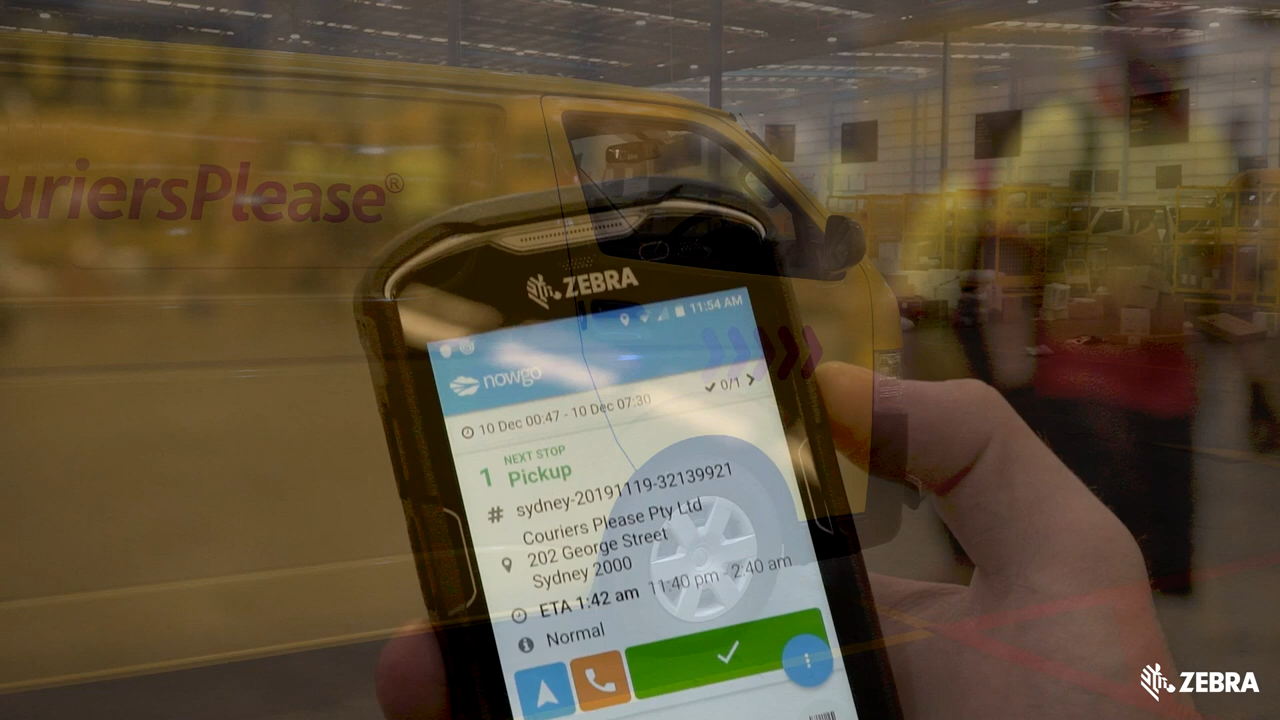 uriersPlease®
ZEBRA
11:54 AM
nowgo
0/1
10 Dec 00:47 - 10 Dec 07:30
NEXT STOP
1 Pickup
# sydney-20191119-32139921
Couriers Please Pty Ltd
202 George Street
Sydney 2000
ETA 1:42 am 11:40 pm - 2:40 am
Normal
ZEBRA